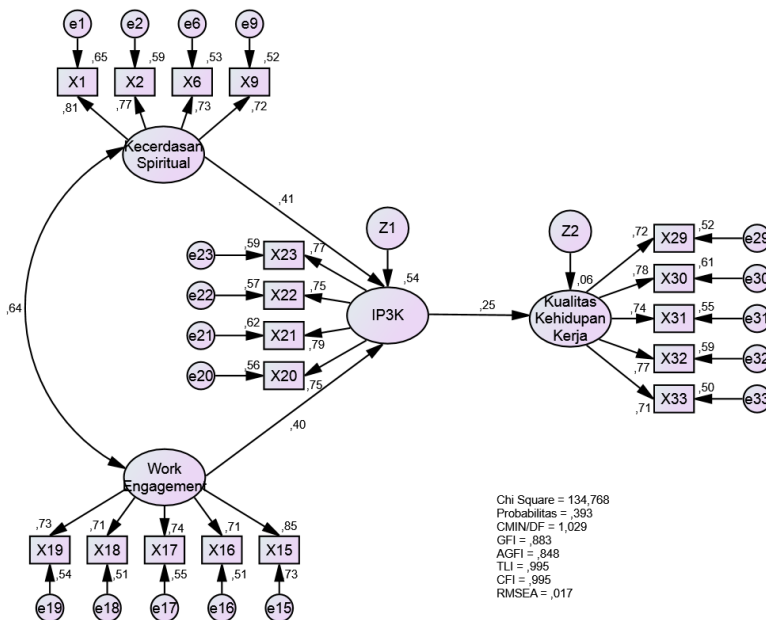 e1 e2 e6 e9
,65 ,59 ,53 ,52
X1 X2 X6 X9
,81 ,77 ,73 ,72
Kecerdasan
Spiritual
,41
Z1
Z2
e23 ,59 X23 ,77
e22 ,57 X22 ,75
e21 ,62 X21 ,79
e20 ,56 X20 ,75
IP3K
,54
,25
,06
Kualitas
Kehidupan
Kerja
,72 X29 ,52 e29
,78 X30 ,61 e30
,74 X31 ,55 e31
,77 X32 ,59 e32
,71 X33 ,50 e33
,64
,40
Work
Engagement
,73 ,71 ,74 ,71 ,85
X19 X18 X17 X16 X15
,54 ,51 ,55 ,51 ,73
e19 e18 e17 e16 e15
Chi Square = 134,768
Probabilitas = ,393
CMIN/DF = 1,029
GFI = ,883
AGFI = ,848
TLI = ,995
CFI = ,995
RMSEA = ,017